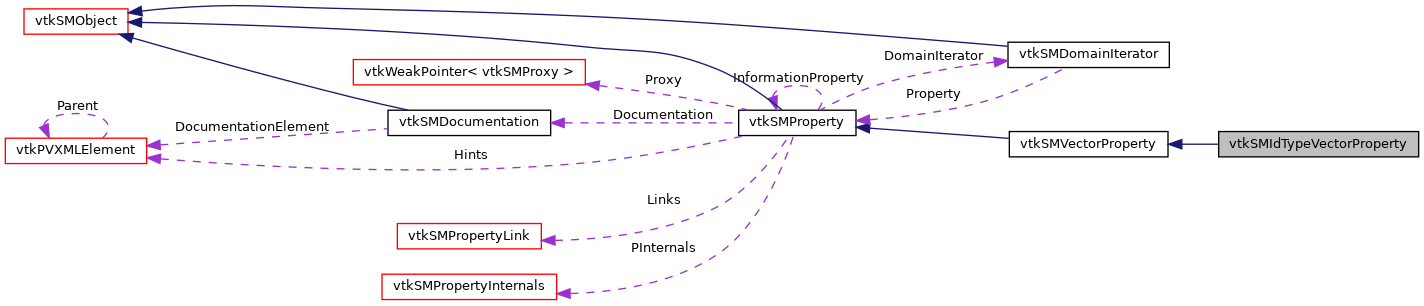 vtkSMObject
vtkSMDomainIterator
DomainIterator
vtkWeakPointer< vtkSMProxy >
Proxy
InformationProperty
Property
Parent
Documentation
vtkSMDocumentation
vtkSMProperty
DocumentationElement
vtkPVXMLElement
Hints
vtkSMVectorProperty
vtkSMIdTypeVectorProperty
Links
vtkSMPropertyLink
PInternals
vtkSMPropertyInternals